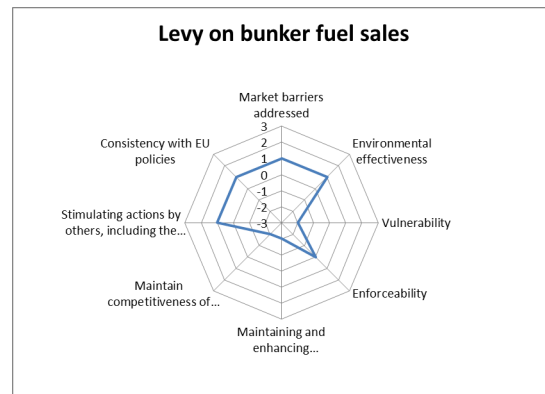 Levy on bunker fuel sales
Market barriers
addressed
3
2
1
0
-1
-2
-3
Environmental
effectiveness
Vulnerability
Enforceability
Maintaining and
enhancing...
Maintain
competitiveness of...
Stimulating actions by
others, including the...
Consistency with EU
policies